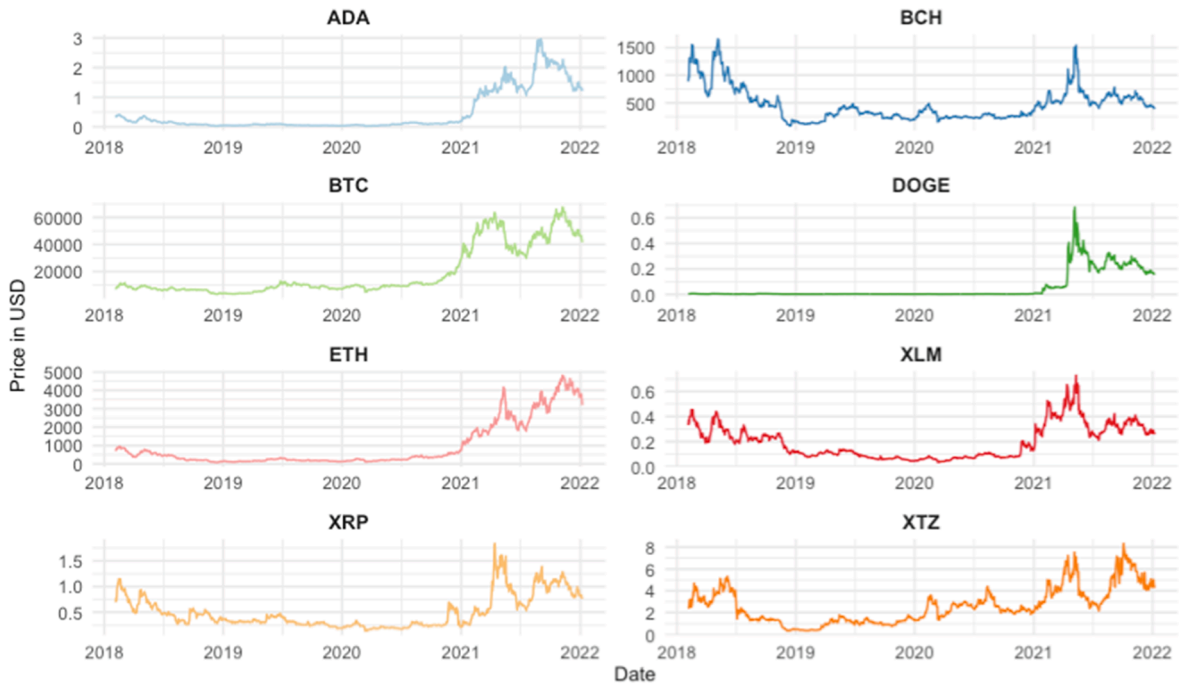 ADA
3
2
1
0
2018 2019 2020 2021 2022
BCH
1500
1000
500
2018 2019 2020 2021 2022
BTC
60000
40000
20000
2018 2019 2020 2021 2022
DOGE
0.6
0.4
0.2
0.0
2018 2019 2020 2021 2022
ETH
5000
4000
3000
2000
1000
0
2018 2019 2020 2021 2022
XLM
0.6
0.4
0.2
0.0
2018 2019 2020 2021 2022
XRP
1.5
1.0
0.5
2018 2019 2020 2021 2022
XTZ
8
6
4
2
0
2018 2019 2020 2021 2022
Price in USD
Date